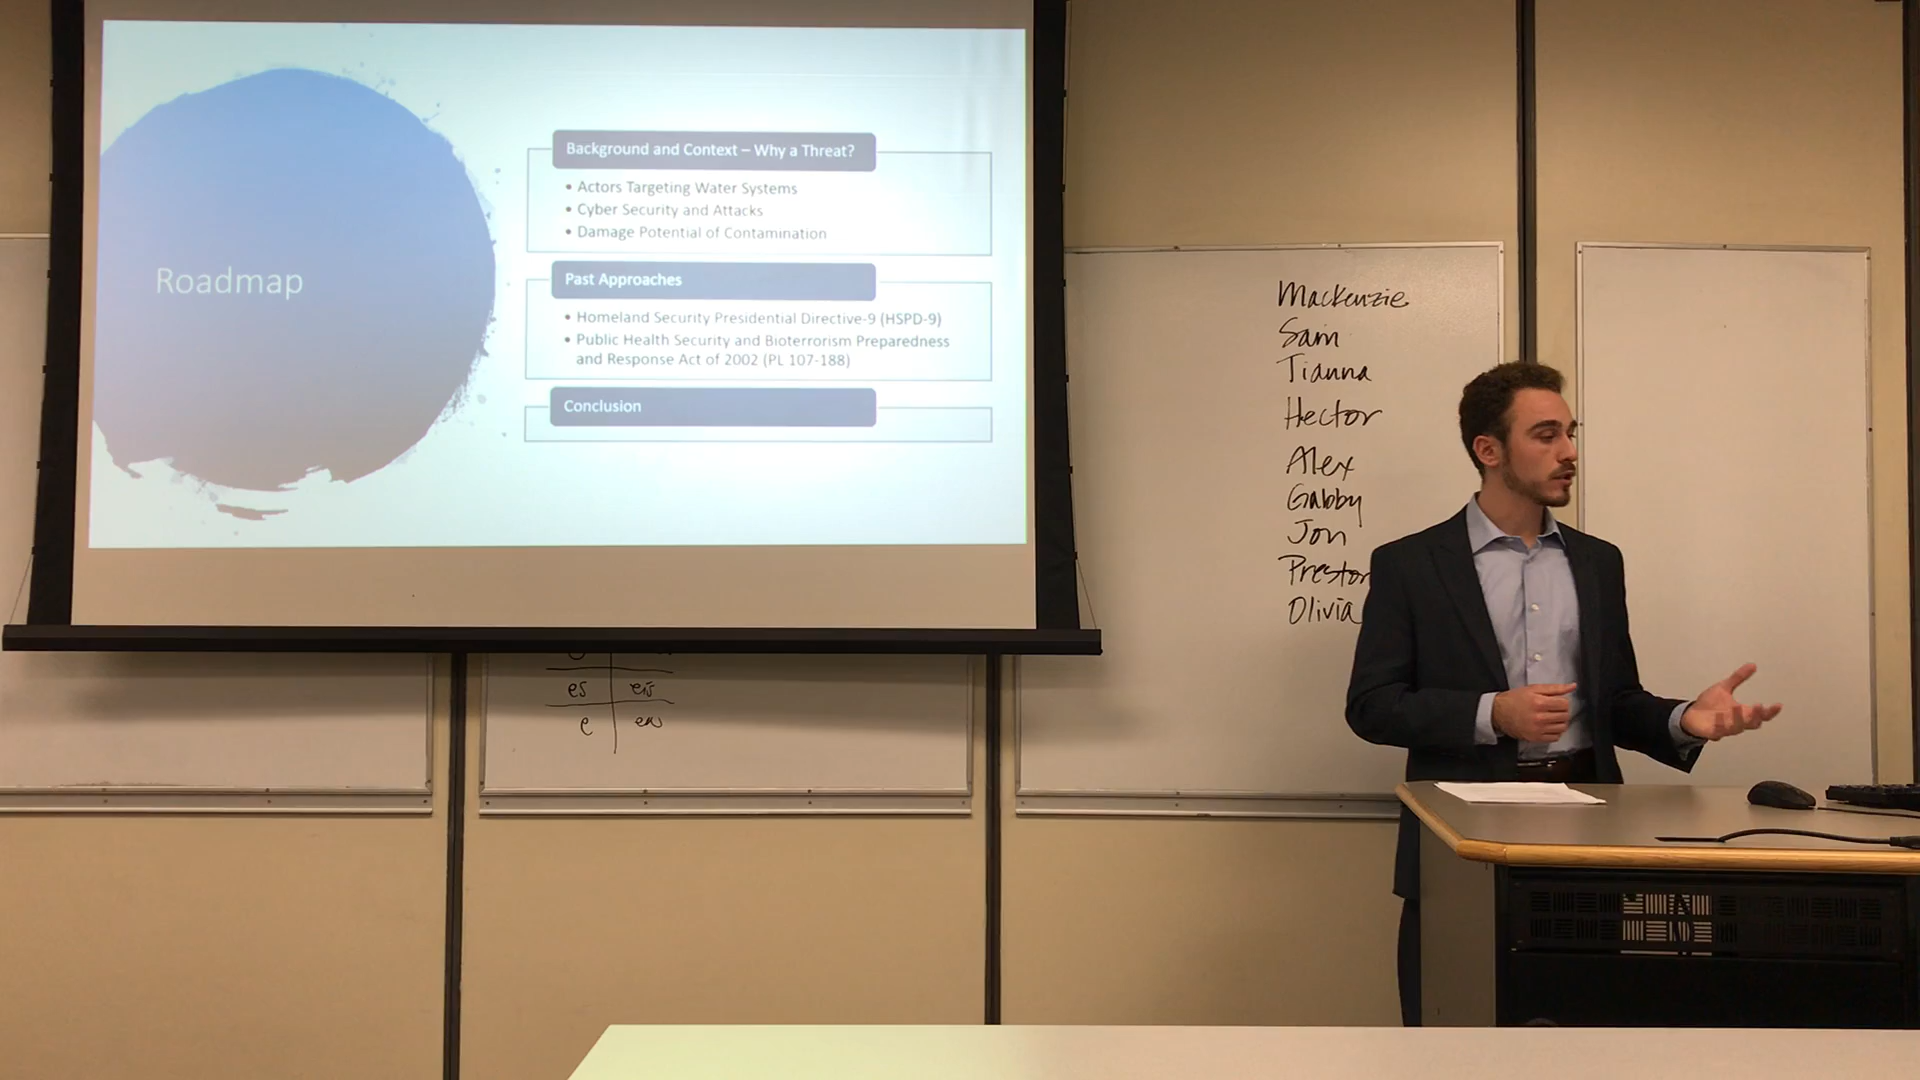 Roadmap
Background and Context – Why a Threat?
• Actors Targeting Water Systems
• Cyber Security and Attacks
• Damage Potential of Contamination
Past Approaches
• Homeland Security Presidential Directive-9 (HSPD-9)
• Public Health Security and Bioterrorism Preparedness
and Response Act of 2002 (PL 107-188)
Conclusion
Mackenzie
Sam
Tianna
Hector
Alex
Gabby
Jon
Preston
Olivia
es eis
e